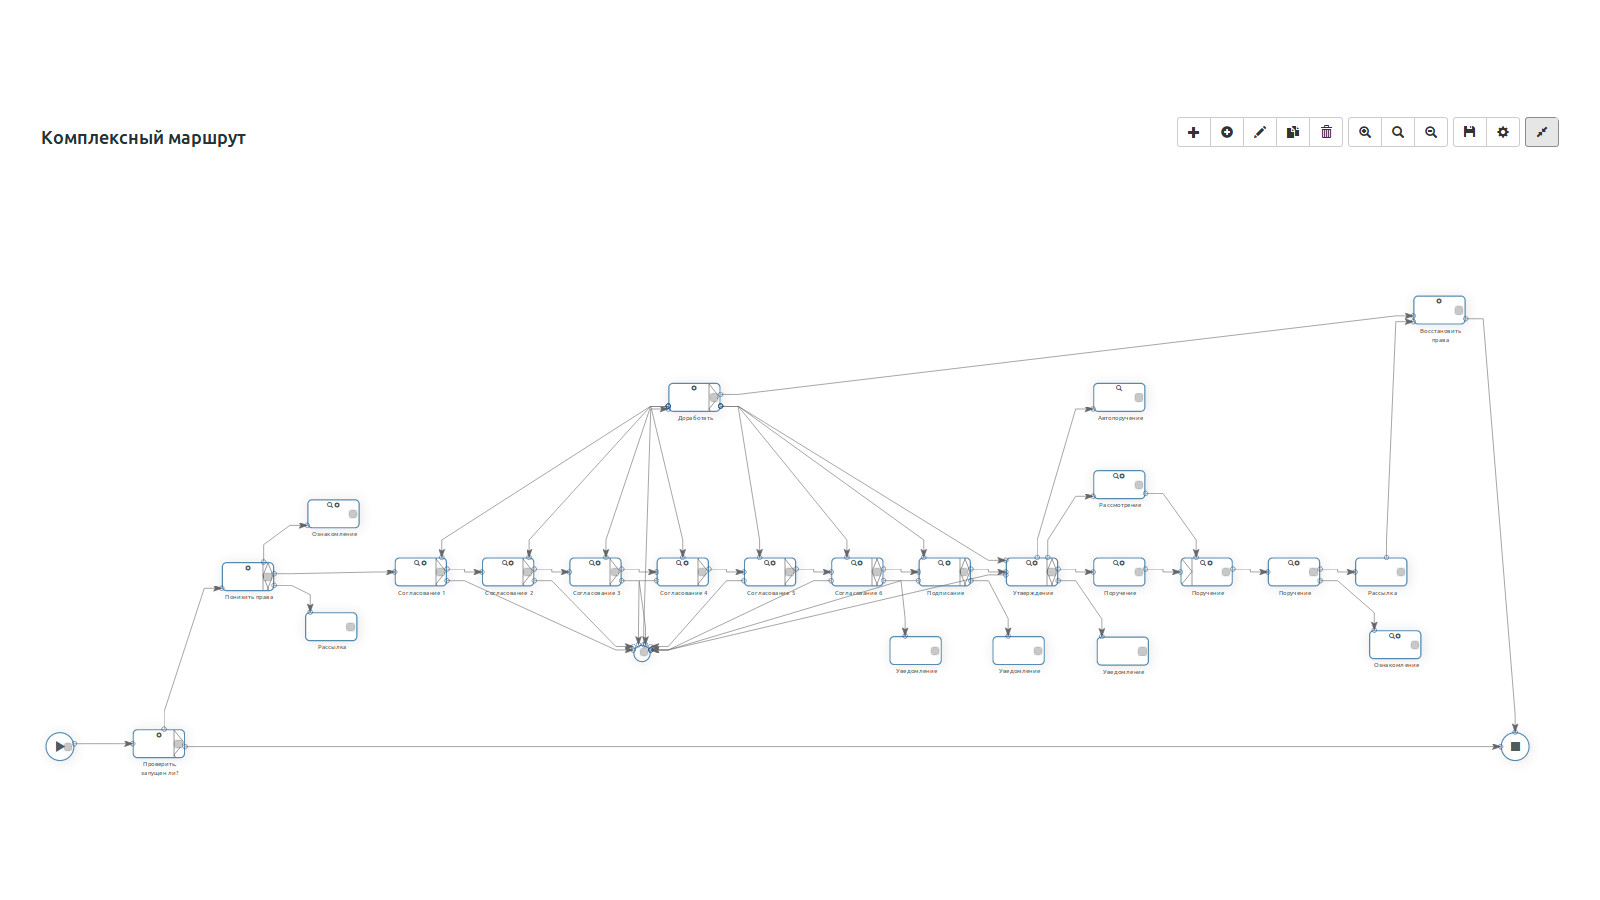 Комплексный маршрут
Восстановить
права
Доработать
Автопоручение
Рассмотрение
Ознакомление
Понизить права
Согласование 1
Согласование 2
Согласование 3
Согласование 4
Согласование 5
Согласование 6
Подписание
Утверждение
Поручение
Поручение
Поручение
Рассылка
Рассылка
Уведомление
Уведомление
Уведомление
Ознакомление
Проверить,
запущен ли?